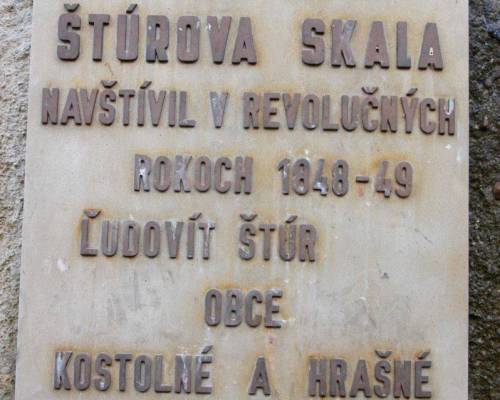 ŠTÚROVA SKALA
NAVŠTÍVIL V REVOLUČNÝCH
ROKOCH 1848-49
ĽUDOVÍT ŠTÚR
OBCE
KOSTOLNÉ A HRAŠNÉ